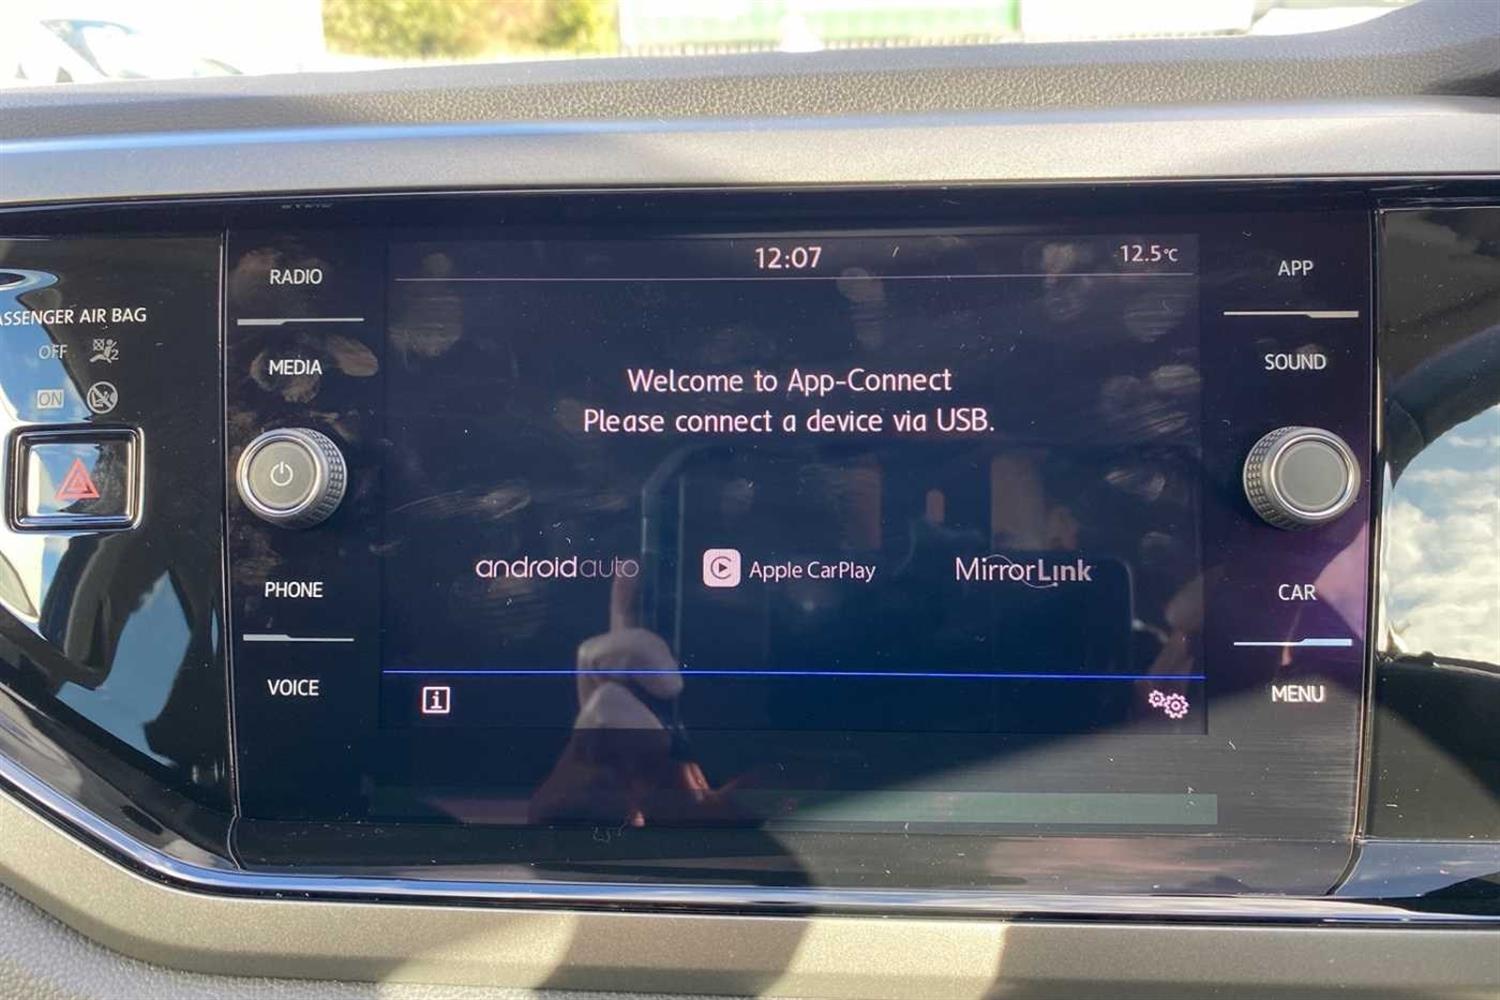 12:07
12.5°C
RADIO
MEDIA
PHONE
VOICE
APP
SOUND
CAR
MENU
AIR BAG
OFF
2
ON
Welcome to App-Connect
Please connect a device via USB.
androidauto
Apple CarPlay
MirrorLink
i